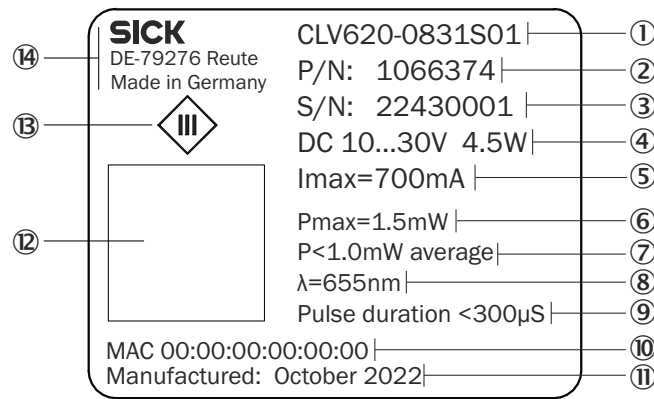 SICK
DE-79276 Reute
Made in Germany
III
CLV620-0831S01
P/N: 1066374
S/N: 22430001
DC 10...30V 4.5W
Imax=700mA
Pmax=1.5mW
P<1.0mW average
λ=655nm
Pulse duration <300µS
MAC 00:00:00:00:00:00
Manufactured: October 2022
①
②
③
④
⑤
⑥
⑦
⑧
⑨
⑩
⑪
⑫
⑬
⑭